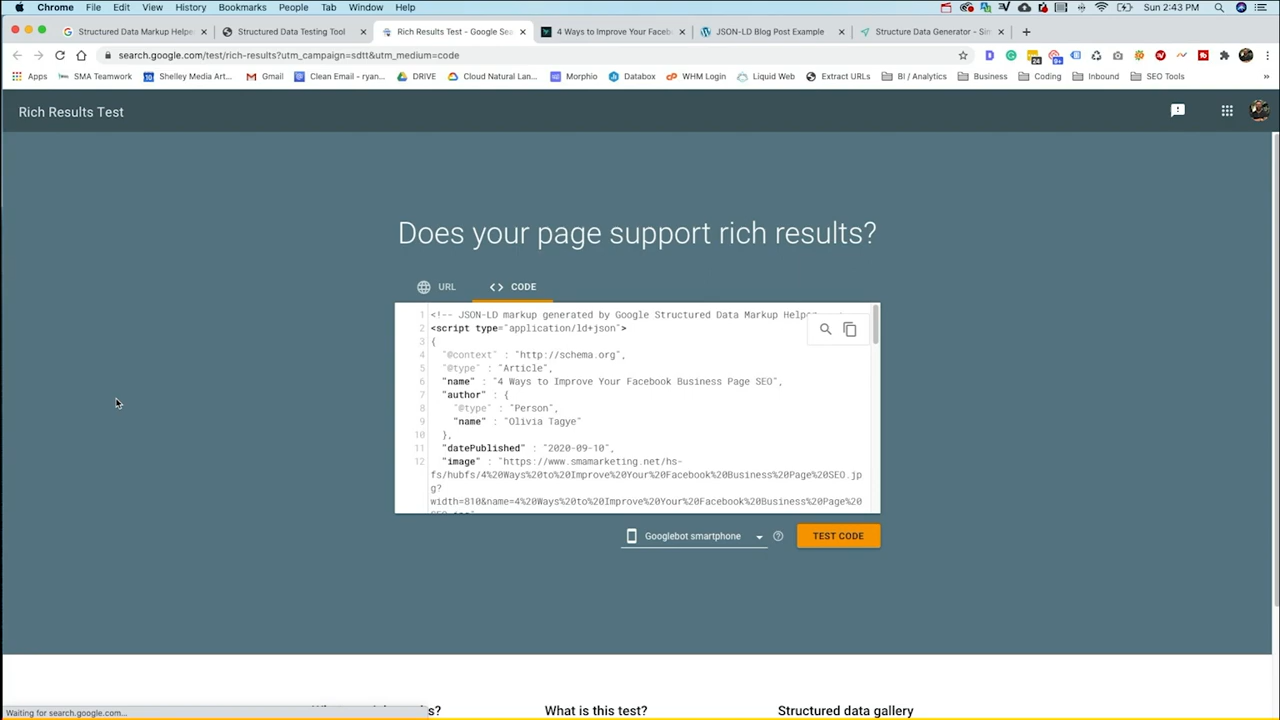 Chrome File Edit View History Bookmarks People Tab Window Help Sun 2:43 PM
Structured Data Markup Helpe Structured Data Testing Tool Rich Results Test - Google Sea 4 Ways to Improve Your Faceb JSON-LD Blog Post Example Structure Data Generator - Sim
search.google.com/test/rich-results?utm_campaign=sdtt&utm_medium=code
Apps SMA Teamwork Shelley Media Art... Gmail Clean Email - ryan... DRIVE Cloud Natural Lan... Morphio Databox WHM Login Liquid Web Extract URLs BI / Analytics Business Coding Inbound SEO Tools
Rich Results Test
Does your page support rich results?
URL <> CODE
1 <!-- JSON-LD markup generated by Google Structured Data Markup Helper
2 <script type="application/ld+json">
3 {
4 "@context" : "http://schema.org",
5 "@type" : "Article",
6 "name" : "4 Ways to Improve Your Facebook Business Page SEO",
7 "author" : {
8 "@type" : "Person",
9 "name" : "Olivia Tagye"
10 },
11 "datePublished" : "2020-09-10",
12 "image" : "https://www.smamarketing.net/hs-
fs/hubfs/4%20Ways%20to%20Improve%20Your%20Facebook%20Business%20Page%20SEO.jp
g?
width=810&name=4%20Ways%20to%20Improve%20Your%20Facebook%20Business%20Page%20
Googlebot smartphone TEST CODE
What is this test? Structured data gallery
Waiting for search.google.com...